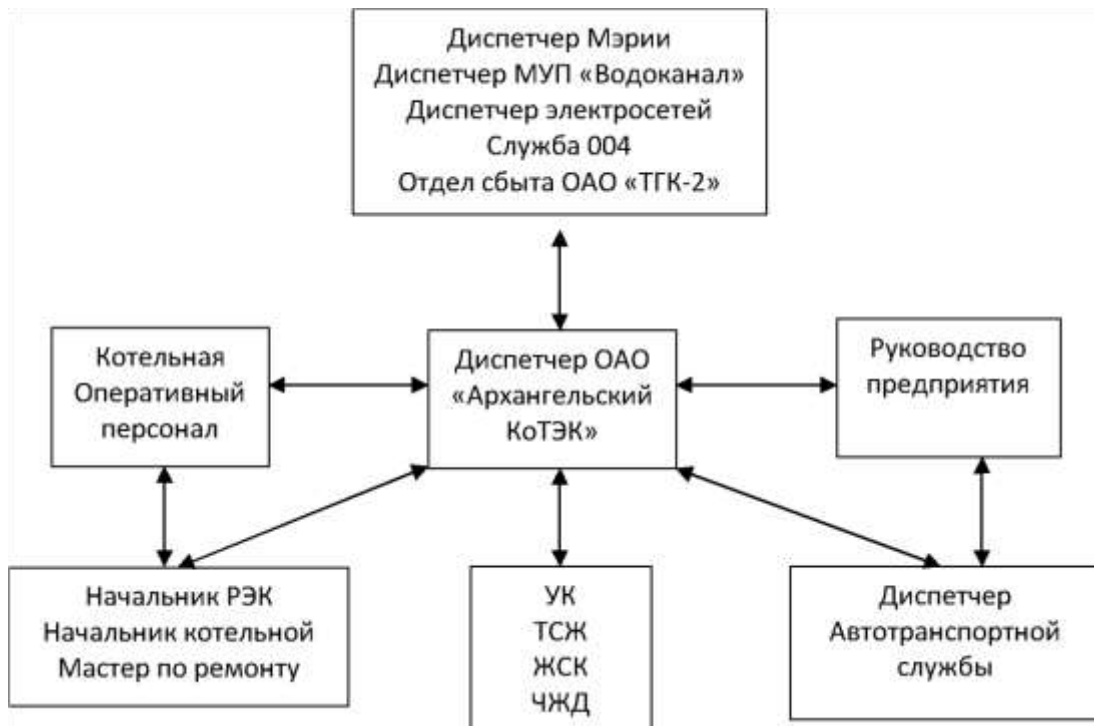 Диспетчер Мэрии
Диспетчер МУП «Водоканал»
Диспетчер электросетей
Служба 004
Отдел сбыта ОАО «ТГК-2»
Котельная
Оперативный
персонал
Диспетчер ОАО
«Архангельский
КоТЭК»
Руководство
предприятия
Начальник РЭК
Начальник котельной
Мастер по ремонту
УК
ТСЖ
ЖСК
ЧЖД
Диспетчер
Автотранспортной
службы